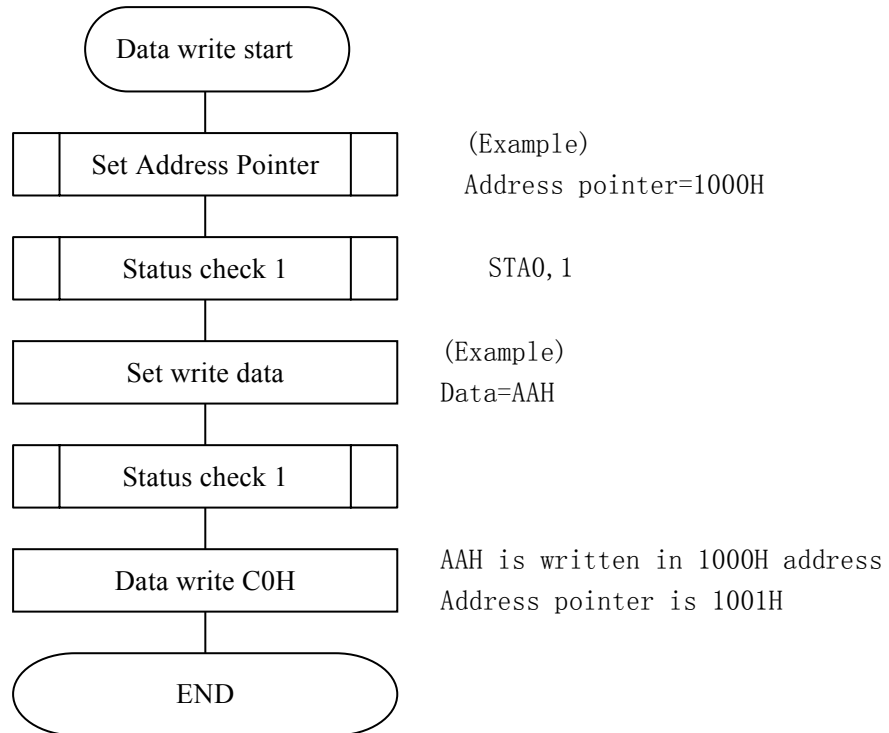 Data write start
Set Address Pointer
(Example)
Address pointer=1000H
Status check 1
STA0,1
Set write data
(Example)
Data=AAH
Status check 1
Data write C0H
AAH is written in 1000H address
Address pointer is 1001H
END